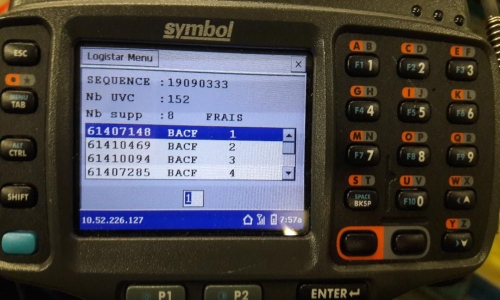 symbol
Logistar Menu ×
SEQUENCE :19090333
Nb UVC :152
Nb supp :8 FRAIS
61407148 BACF 1
61410469 BACF 2
61410094 BACF 3
61407285 BACF 4
1
10.52.226.127 7:57a
ESC
A B C D E F
F1 1 F2 2 F3 3
TAB
G H I J K L
F4 4 F5 5 F6 6
CTRL
M N O P Q R
F7 7 F8 8 F9 9
SHIFT
S T U V W X
SPACE BKSP F10 0 < A
Y Z
P1 P2 ENTER